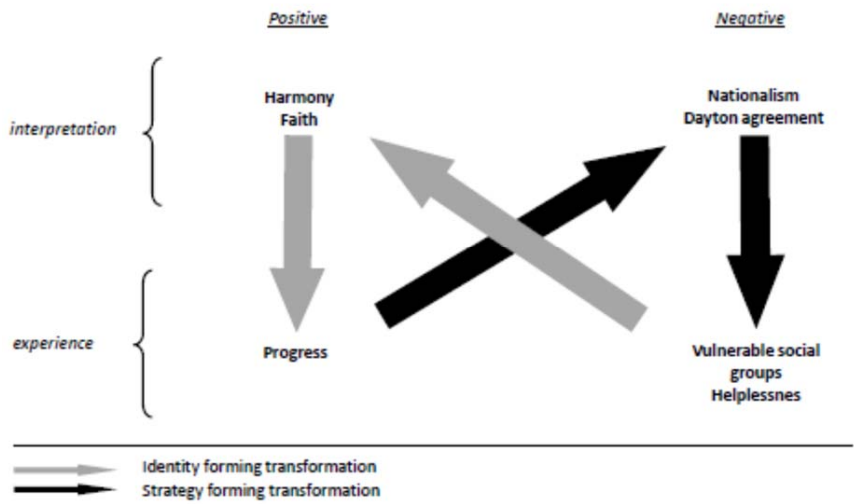 Positive
Negative
interpretation
Harmony
Faith
Nationalism
Dayton agreement
experience
Progress
Vulnerable social
groups
Helplessnes
Identity forming transformation
Strategy forming transformation